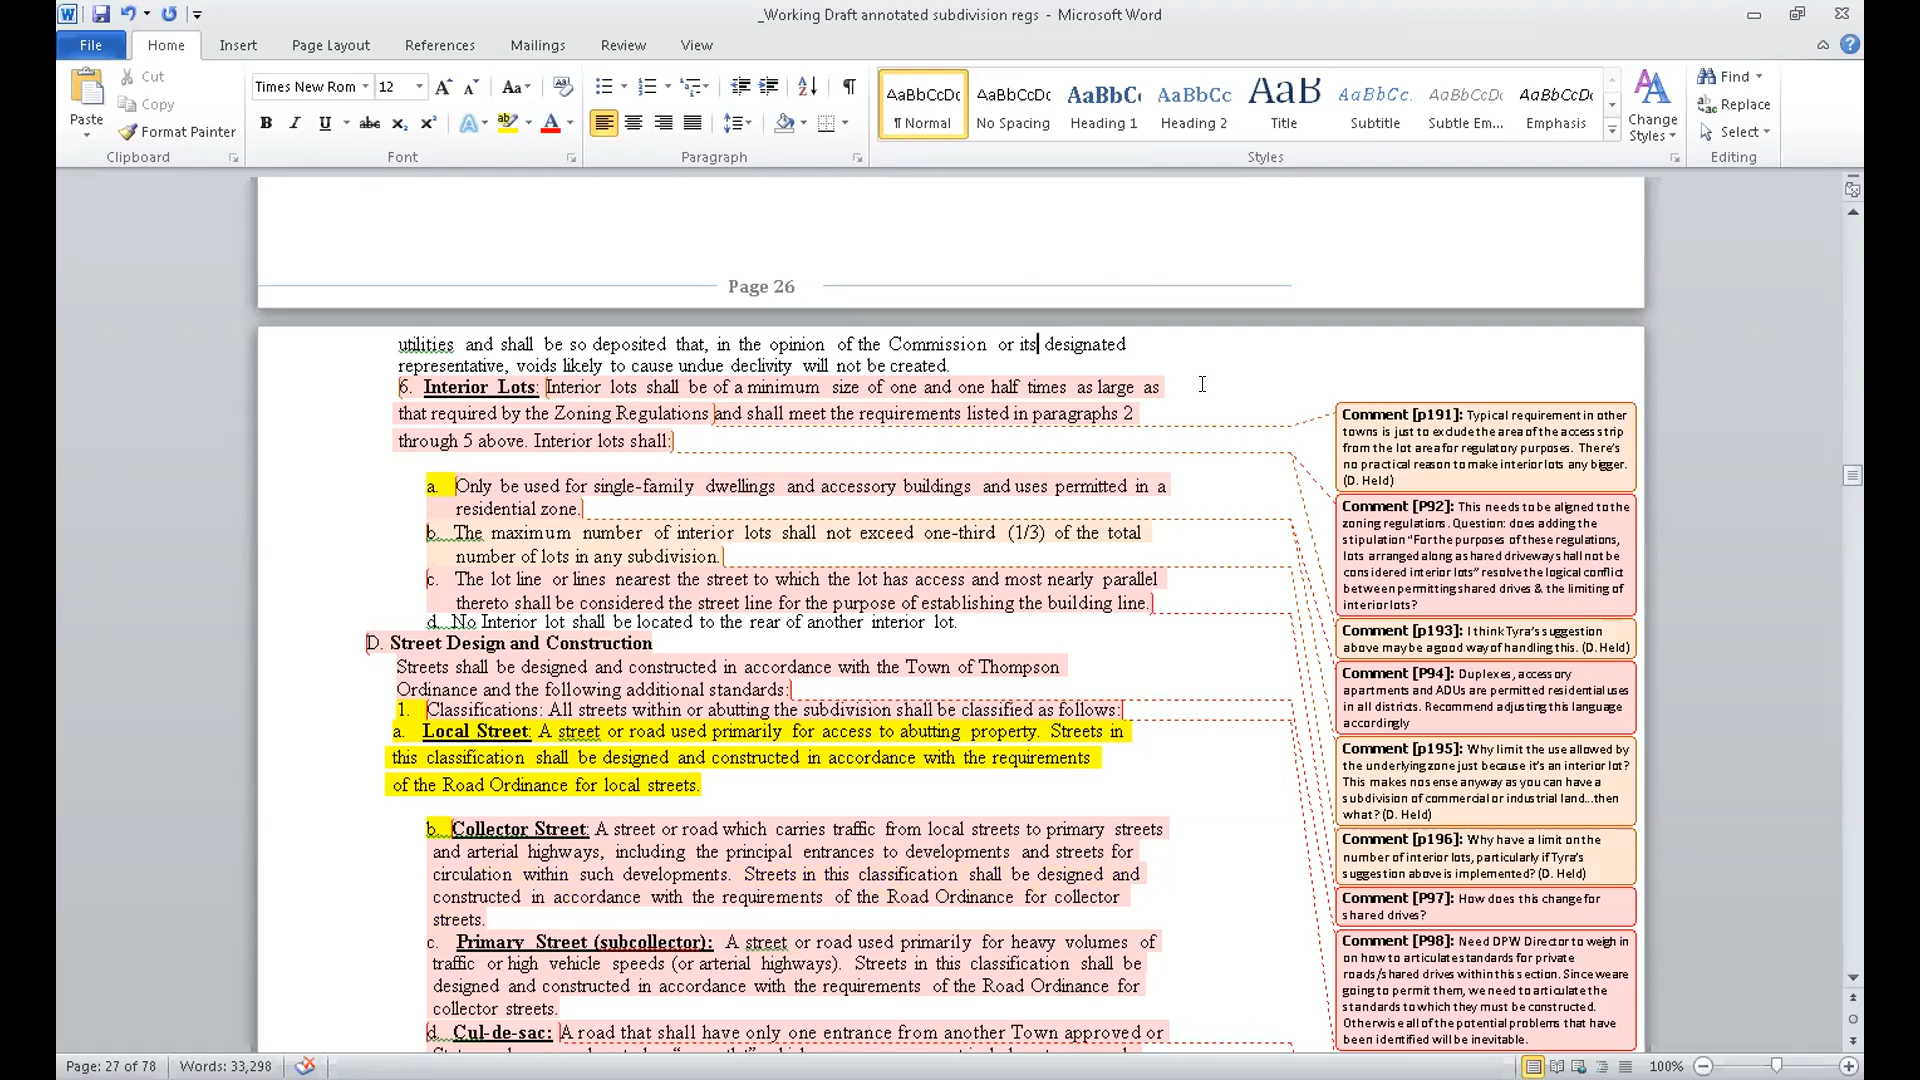 _Working Draft annotated subdivision regs - Microsoft Word
File Home Insert Page Layout References Mailings Review View
Cut
Copy
Format Painter
Paste
Clipboard
Times New Rom 12
Font
Paragraph
AaBbCcDc AaBbCcDc AaBbC AaBbCc AaB AaBbCc. AaBbCcDc AaBbCcDc
¶ Normal No Spacing Heading 1 Heading 2 Title Subtitle Subtle Em... Emphasis
Styles
Change
Styles
Find
Replace
Select
Editing
Page 26
utilities and shall be so deposited that, in the opinion of the Commission or its designated
representative, voids likely to cause undue declivity will not be created.
6. Interior Lots: Interior lots shall be of a minimum size of one and one half times as large as
that required by the Zoning Regulations and shall meet the requirements listed in paragraphs 2
through 5 above. Interior lots shall:
a. Only be used for single-family dwellings and accessory buildings and uses permitted in a
residential zone.
b. The maximum number of interior lots shall not exceed one-third (1/3) of the total
number of lots in any subdivision.
c. The lot line or lines nearest the street to which the lot has access and most nearly parallel
thereto shall be considered the street line for the purpose of establishing the building line.
d. No Interior lot shall be located to the rear of another interior lot.
D. Street Design and Construction
Streets shall be designed and constructed in accordance with the Town of Thompson
Ordinance and the following additional standards:
1. Classifications: All streets within or abutting the subdivision shall be classified as follows:
a. Local Street: A street or road used primarily for access to abutting property. Streets in
this classification shall be designed and constructed in accordance with the requirements
of the Road Ordinance for local streets.
b. Collector Street: A street or road which carries traffic from local streets to primary streets
and arterial highways, including the principal entrances to developments and streets for
circulation within such developments. Streets in this classification shall be designed and
constructed in accordance with the requirements of the Road Ordinance for collector
streets.
c. Primary Street (subcollector): A street or road used primarily for heavy volumes of
traffic or high vehicle speeds (or arterial highways). Streets in this classification shall be
designed and constructed in accordance with the requirements of the Road Ordinance for
collector streets.
d. Cul-de-sac: A road that shall have only one entrance from another Town approved or
Comment [p191]: Typical requirement in other
towns is just to exclude the area of the access strip
from the lot area for regulatory purposes. There's
no practical reason to make interior lots any bigger.
(D. Held)
Comment [P92]: This needs to be aligned to the
zoning regulations. Question: does adding the
stipulation "For the purposes of these regulations,
lots arranged along a shared driveway shall not be
considered interior lots" resolve the logical conflict
between permitting shared drives & the limiting of
interior lots?
Comment [p193]: I think Tyra's suggestion
above may be a good way of handling this. (D. Held)
Comment [P94]: Duplexes, accessory
apartments and ADUs are permitted residential uses
in all districts. Recommend adjusting this language
accordingly
Comment [p195]: Why limit the use allowed by
the underlying zone just because it's an interior lot?
This makes no sense anyway as you can have a
subdivision of commercial or industrial land...then
what? (D. Held)
Comment [p196]: Why have a limit on the
number of interior lots, particularly if Tyra's
suggestion above is implemented? (D. Held)
Comment [P97]: How does this change for
shared drives?
Comment [P98]: Need DPW Director to weigh in
on how to articulate standards for private
roads/shared drives within this section. Since we are
going to permit them, we need to articulate the
standards to which they must be constructed.
Otherwise all of the potential problems that have
been identified will be inevitable.
Page: 27 of 78 Words: 33,298 100%